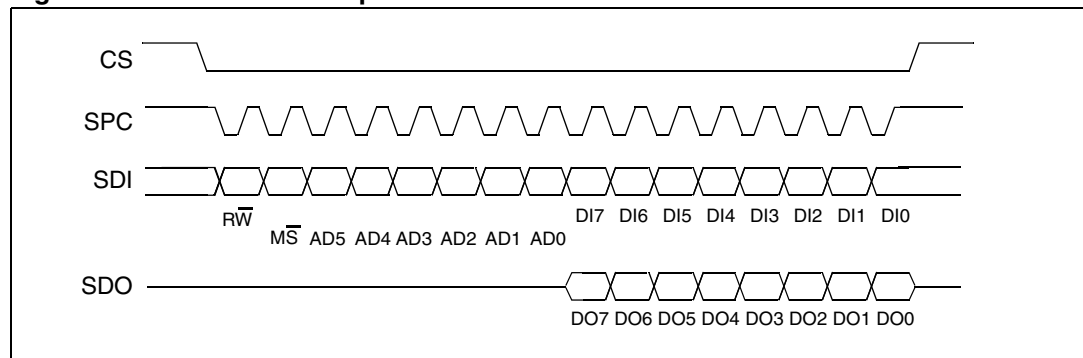 CS
SPC
SDI
DI7 DI6 DI5 DI4 DI3 DI2 DI1 DI0
RW̅
MS̅ AD5 AD4 AD3 AD2 AD1 AD0
SDO
DO7 DO6 DO5 DO4 DO3 DO2 DO1 DO0